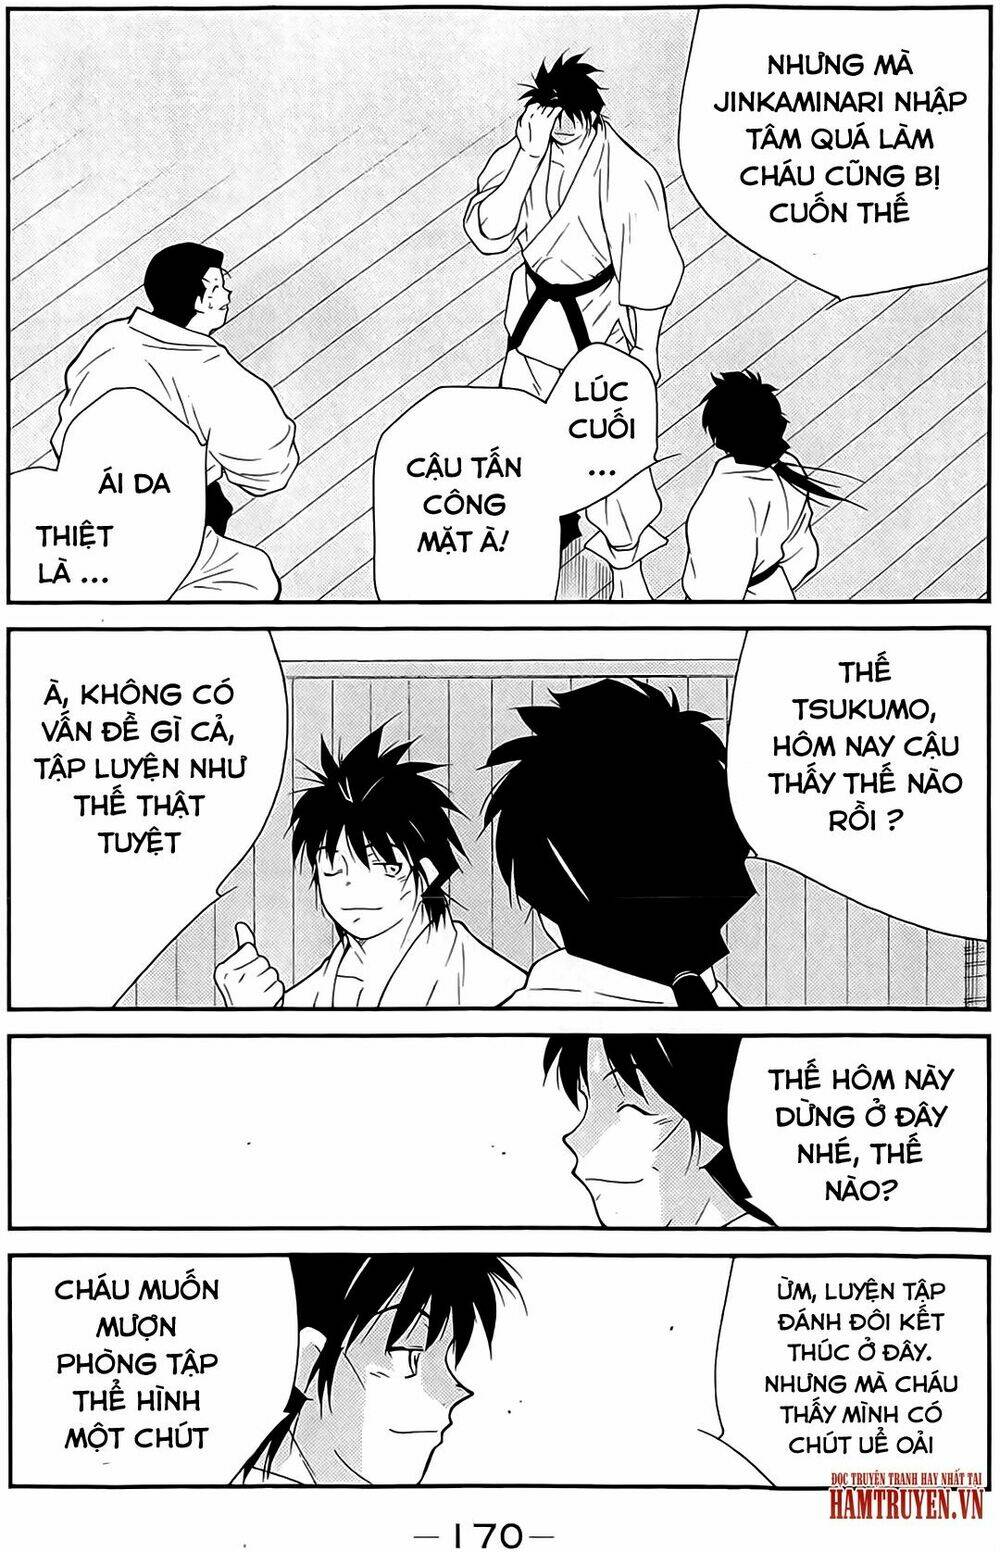 NHƯNG MÀ
JINKAMINARI NHẬP
TÂM QUÁ LÀM
CHÁU CŨNG BỊ
CUỐN THẾ
LÚC
CUỐI
...
CẬU TẤN
CÔNG
MẶT À!
ÁI DA
THIỆT
LÀ ...
THẾ
TSUKUMO,
HÔM NAY CẬU
THẤY THẾ NÀO
RỒI ?
À, KHÔNG CÓ
VẤN ĐỀ GÌ CẢ,
TẬP LUYỆN NHƯ
THẾ THẬT
TUYỆT
THẾ HÔM NÀY
DỪNG Ở ĐÂY
NHÉ, THẾ
NÀO?
ỪM, LUYỆN TẬP
ĐÁNH ĐÔI KẾT
THÚC Ở ĐÂY.
NHƯNG MÀ CHÁU
THẤY MÌNH CÓ
CHÚT UỂ OẢI
CHÁU MUỐN
MƯỢN
PHÒNG TẬP
THỂ HÌNH
MỘT CHÚT
ĐỌC TRUYỆN TRANH HAY NHẤT TẠI
HAMTRUYEN.VN
—170—